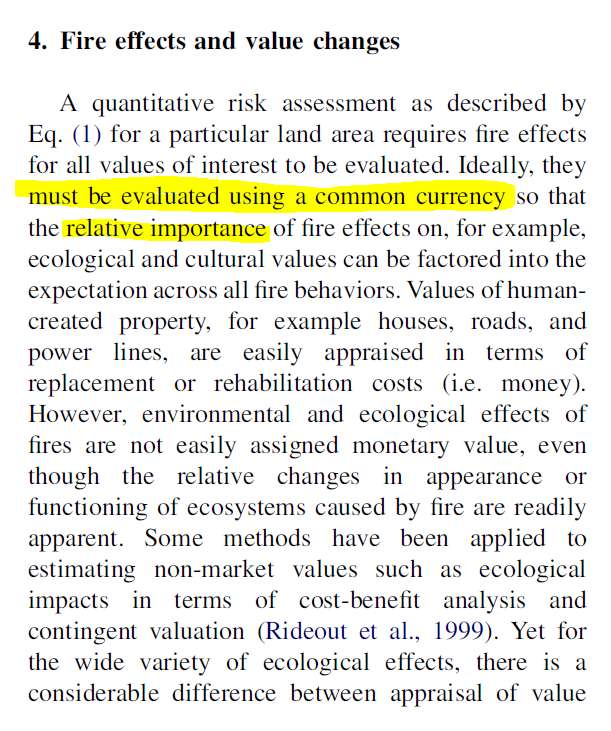 4. Fire effects and value changes
A quantitative risk assessment as described by
Eq. (1) for a particular land area requires fire effects
for all values of interest to be evaluated. Ideally, they
must be evaluated using a common currency so that
the relative importance of fire effects on, for example,
ecological and cultural values can be factored into the
expectation across all fire behaviors. Values of human-
created property, for example houses, roads, and
power lines, are easily appraised in terms of
replacement or rehabilitation costs (i.e. money).
However, environmental and ecological effects of
fires are not easily assigned monetary value, even
though the relative changes in appearance or
functioning of ecosystems caused by fire are readily
apparent. Some methods have been applied to
estimating non-market values such as ecological
impacts in terms of cost-benefit analysis and
contingent valuation (Rideout et al., 1999). Yet for
the wide variety of ecological effects, there is a
considerable difference between appraisal of value